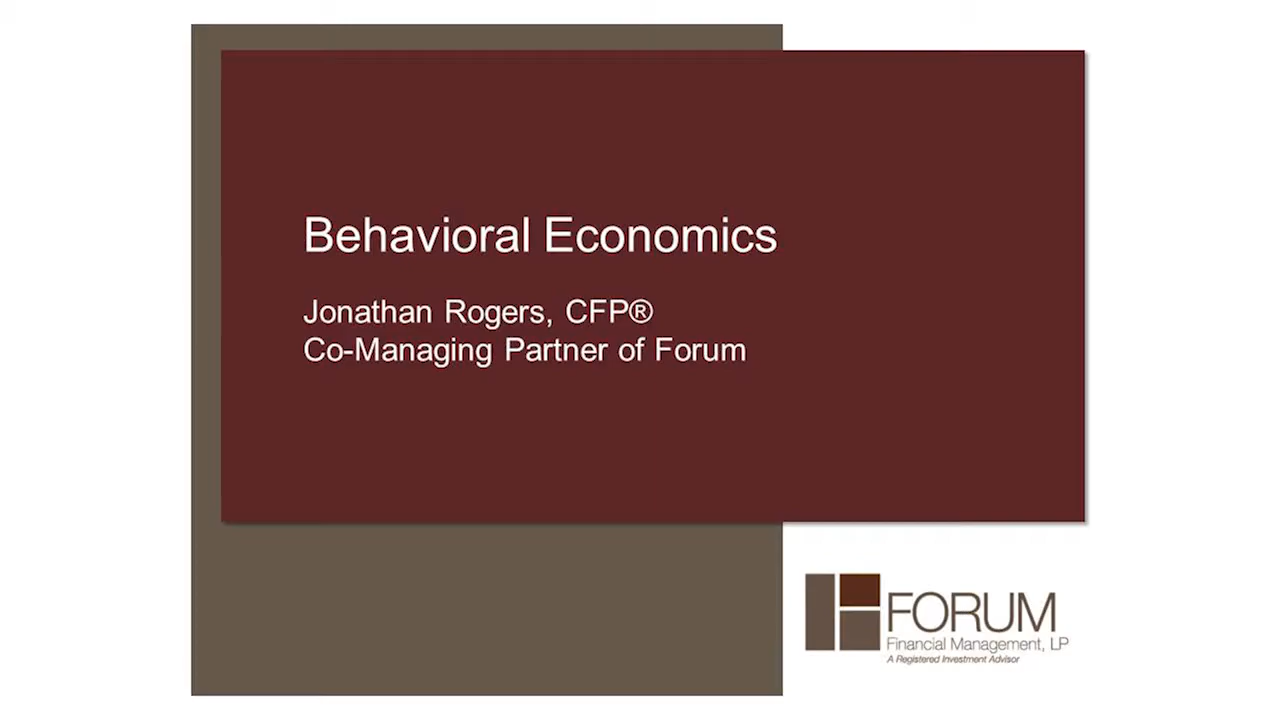 Behavioral Economics
Jonathan Rogers, CFP®
Co-Managing Partner of Forum
FORUM
Financial Management, LP
A Registered Investment Advisor